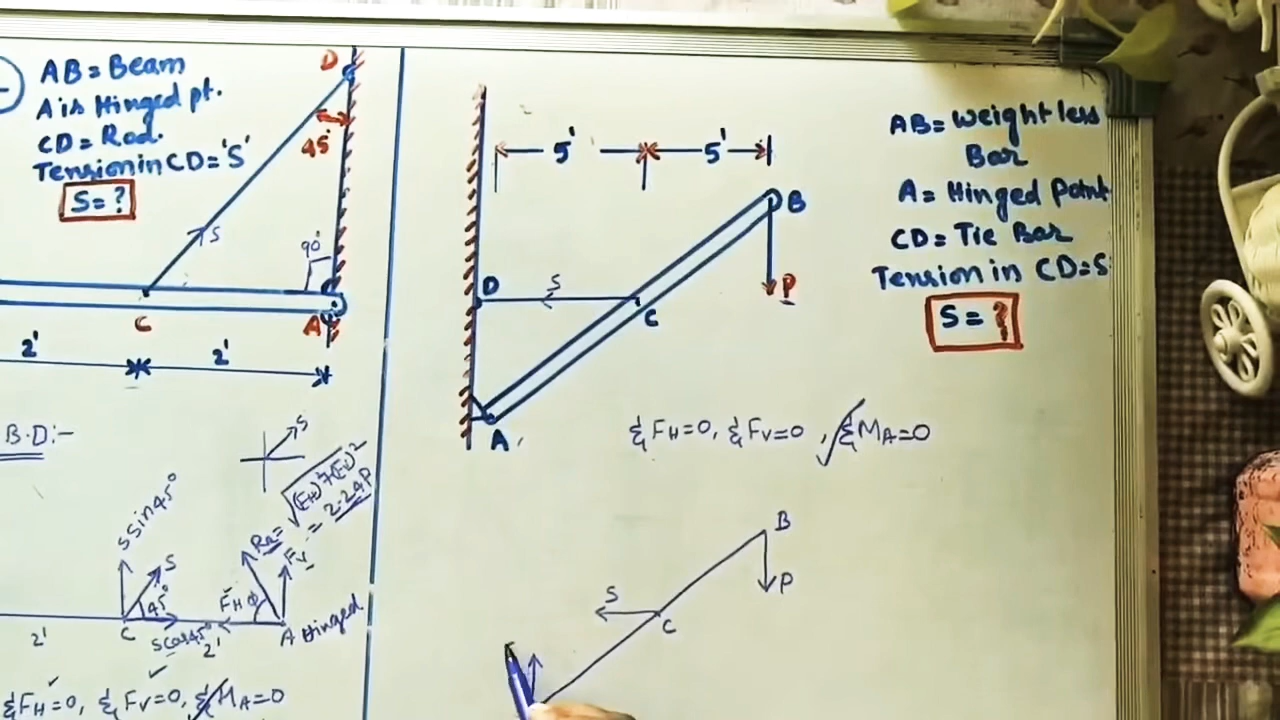 AB = Beam
A is Hinged pt.
CD = Rod.
Tension in CD = 'S'
S = ?
D
45°
S
90°
D
C
A
2'
2'
B.D:-
S
S sin 45°
S
45°
C
S cos 45°
2'
2'
FH
ϕ
RA = √(FH)²+(FV)²
= 2.24P
FV
A Hinged
ΣFH=0, ΣFV=0, ΣMA=0
5'
5'
B
P
D
S
C
A
AB = Weightless
Bar
A = Hinged Point
CD = Tie Bar
Tension in CD = S
S = ?
ΣFH=0, ΣFV=0, ΣMA=0
B
P
S
C